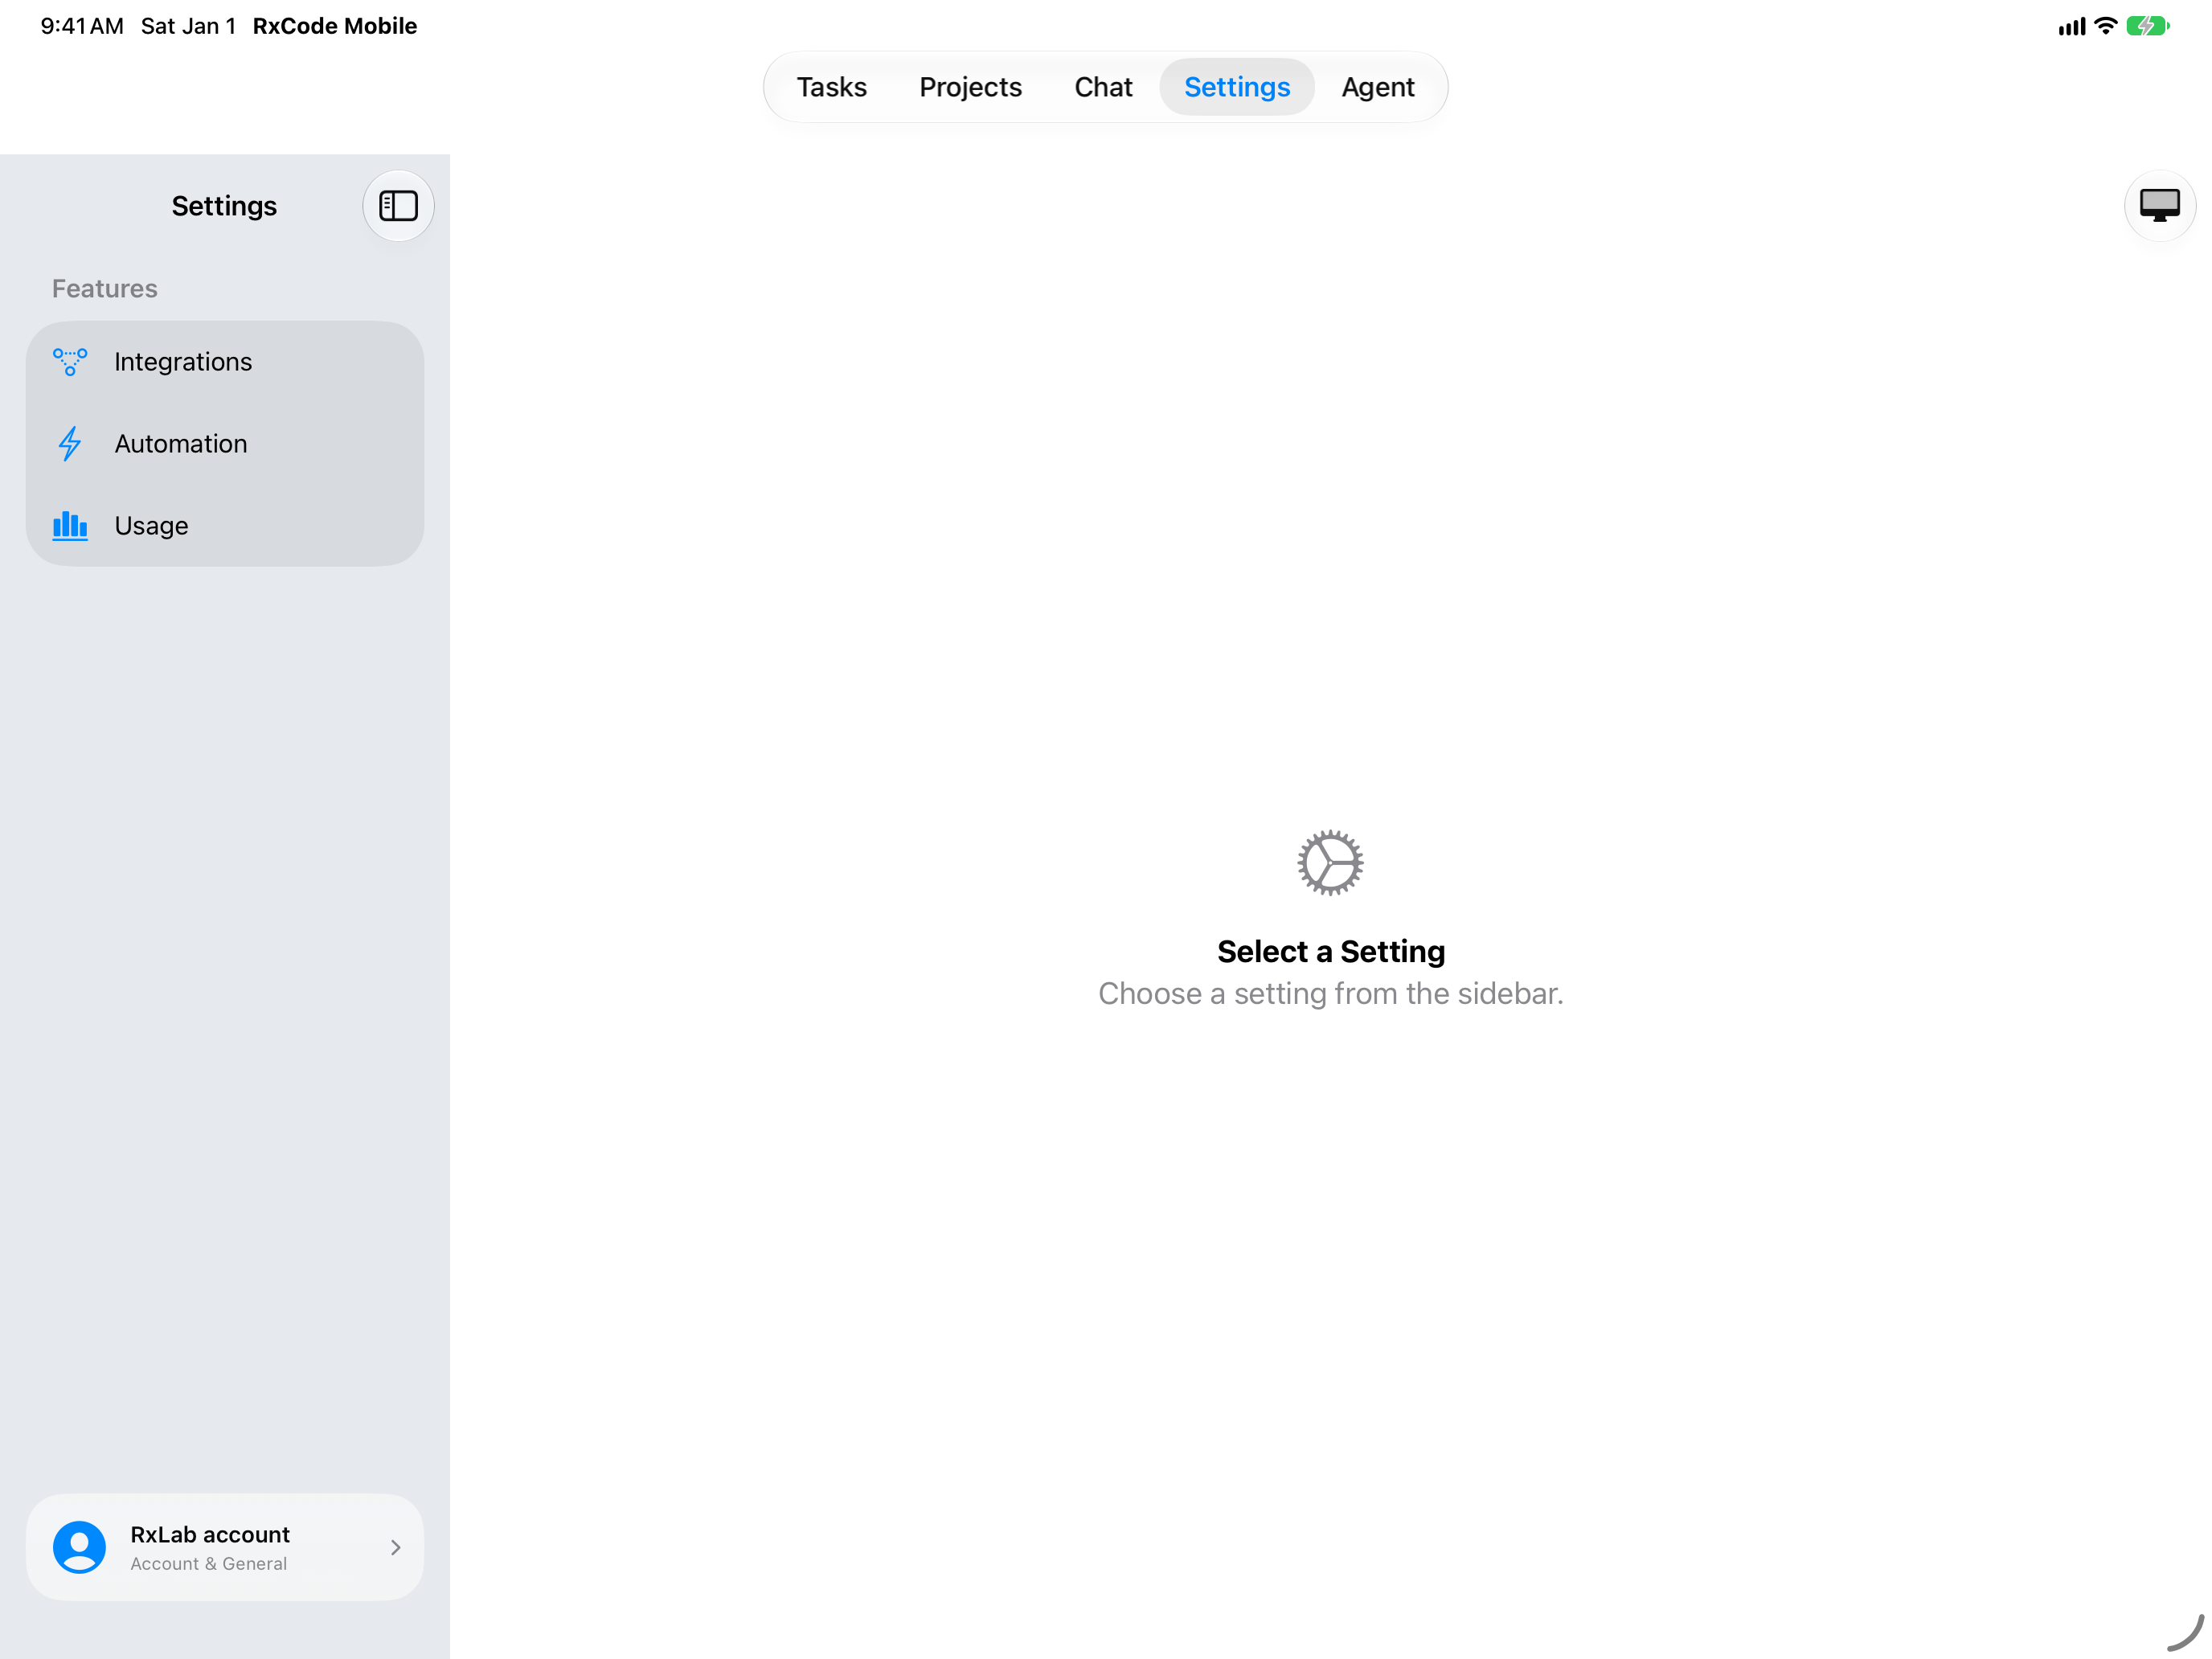 9:41 AM Sat Jan 1 RxCode Mobile
Tasks Projects Chat Settings Agent
Settings
Features
Integrations
Automation
Usage
Select a Setting
Choose a setting from the sidebar.
RxLab account
Account & General